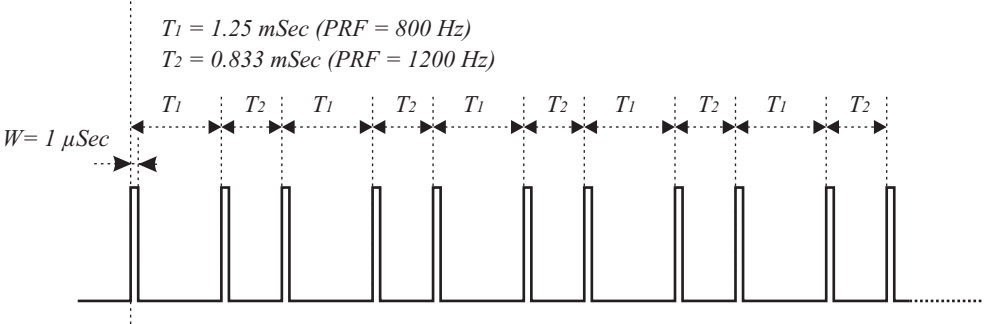 T1 = 1.25 mSec (PRF = 800 Hz)
T2 = 0.833 mSec (PRF = 1200 Hz)
T1 T2 T1 T2 T1 T2 T1 T2 T1 T2
W= 1 µSec